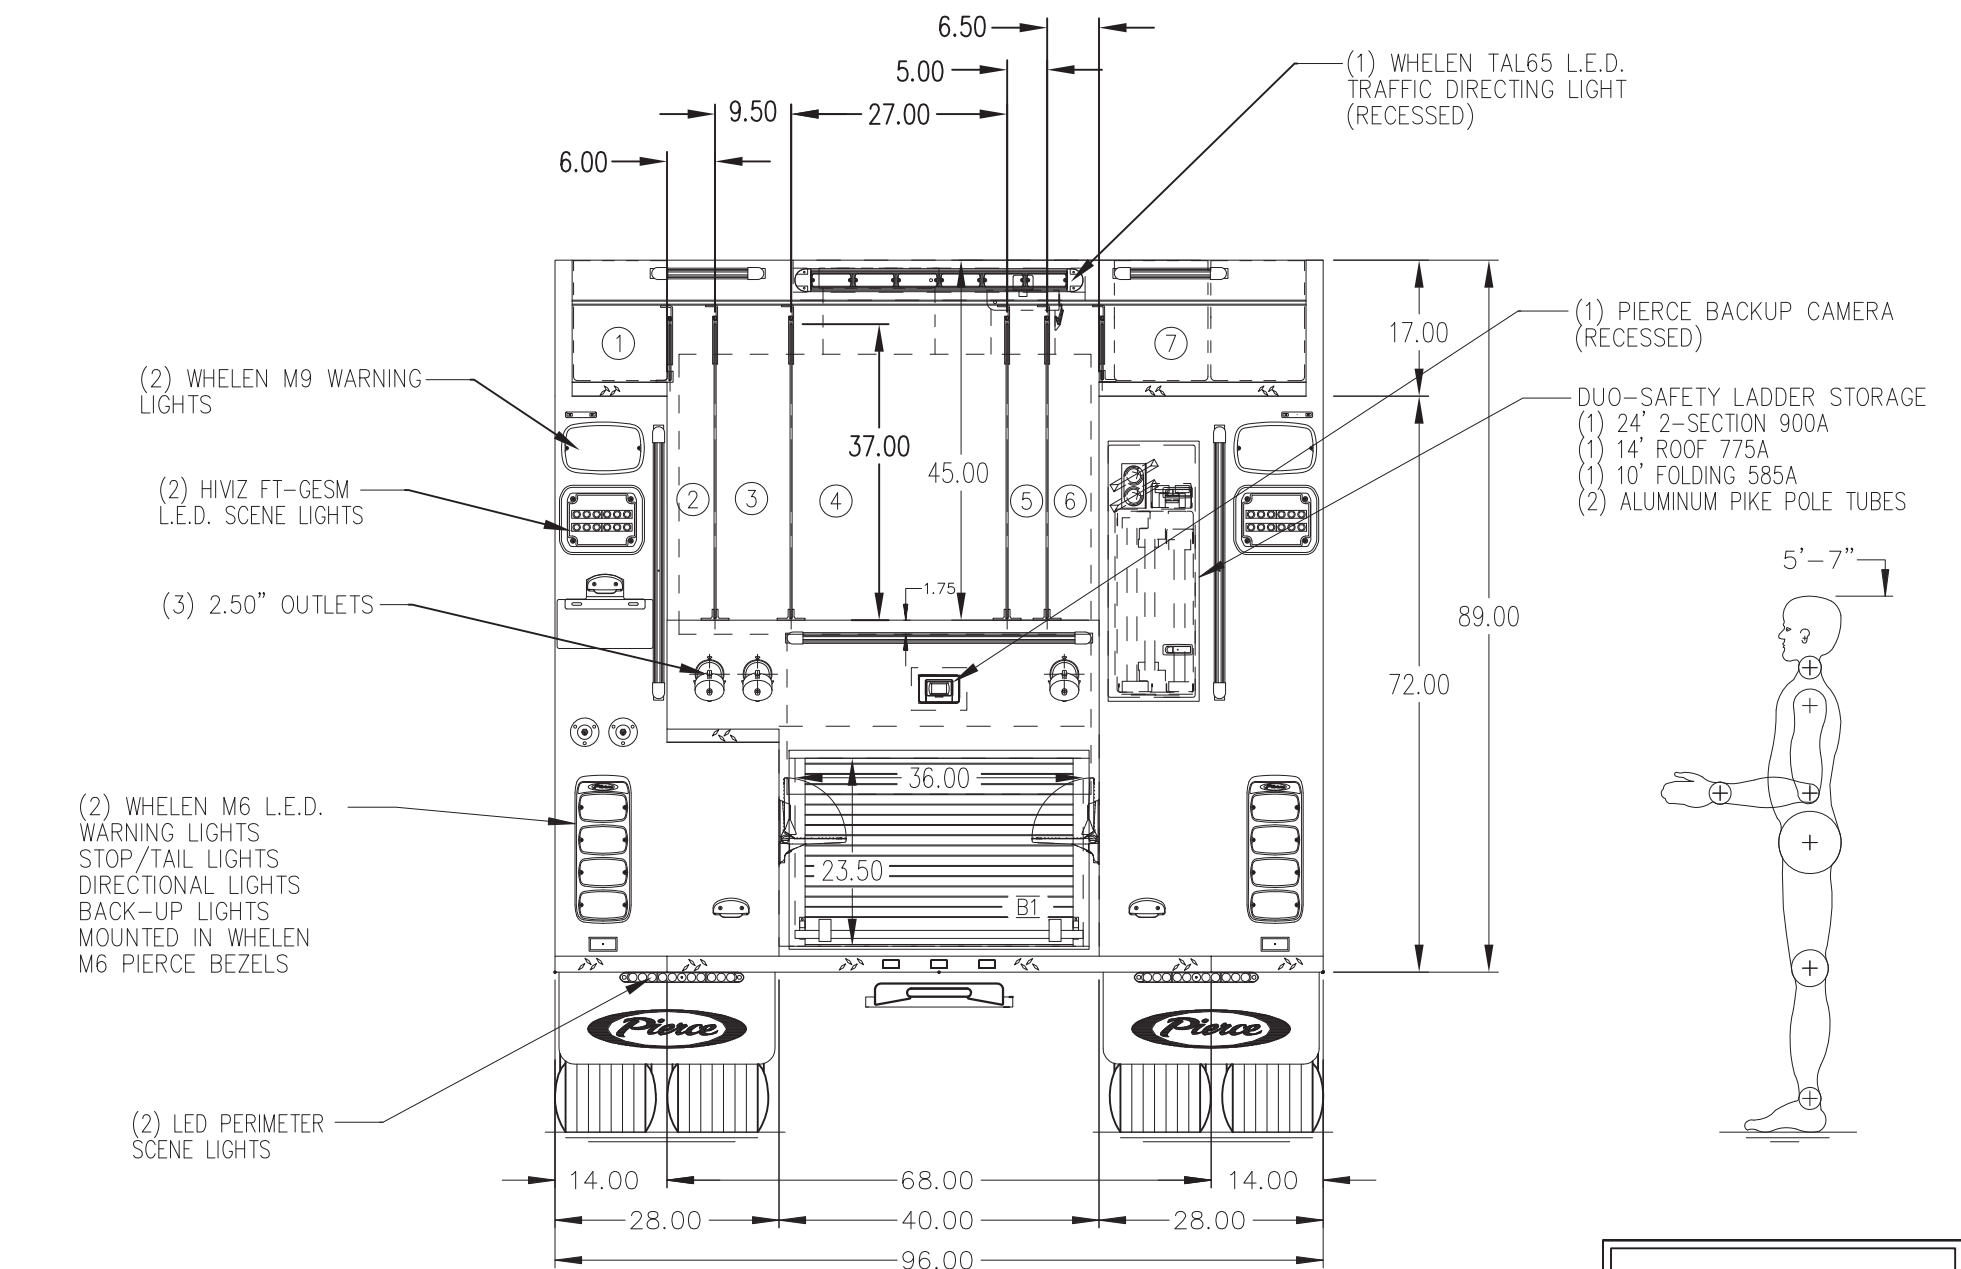 6.50
5.00
9.50
27.00
6.00
(1) WHELEN TAL65 L.E.D.
TRAFFIC DIRECTING LIGHT
(RECESSED)
(1) PIERCE BACKUP CAMERA
(RECESSED)
17.00
1
7
(2) WHELEN M9 WARNING
LIGHTS
DUO-SAFETY LADDER STORAGE
(1) 24' 2-SECTION 900A
(1) 14' ROOF 775A
(1) 10' FOLDING 585A
(2) ALUMINUM PIKE POLE TUBES
37.00
45.00
2
3
4
5
6
(2) HIVIZ FT-GESM
L.E.D. SCENE LIGHTS
5'-7"
(3) 2.50" OUTLETS
1.75
89.00
72.00
36.00
23.50
B1
(2) WHELEN M6 L.E.D.
WARNING LIGHTS
STOP/TAIL LIGHTS
DIRECTIONAL LIGHTS
BACK-UP LIGHTS
MOUNTED IN WHELEN
M6 PIERCE BEZELS
Pierce
Pierce
Pierce
Pierce
(2) LED PERIMETER
SCENE LIGHTS
14.00
68.00
14.00
28.00
40.00
28.00
96.00